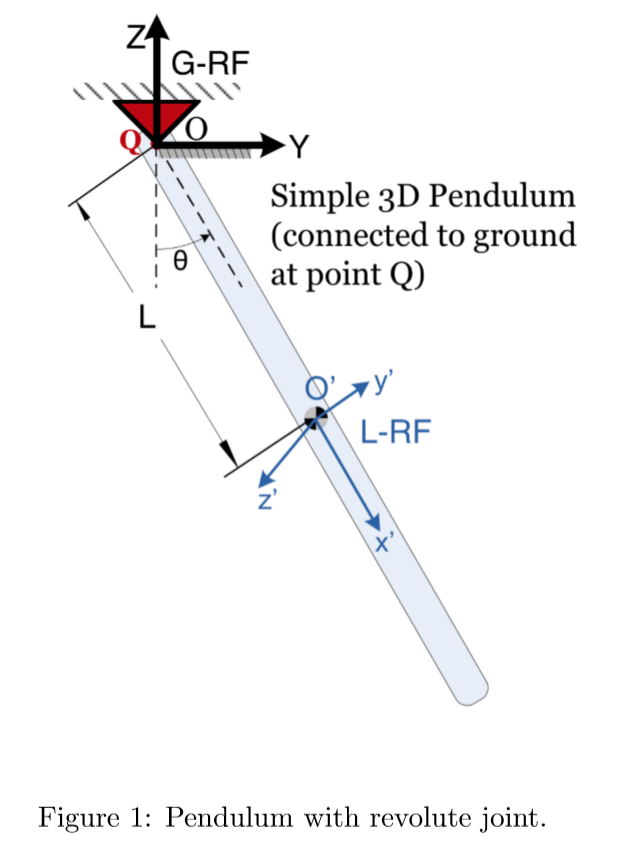 Z
G-RF
Q
O
Y
Simple 3D Pendulum
(connected to ground
at point Q)
θ
L
O’
y’
L-RF
z’
x’
Figure 1: Pendulum with revolute joint.